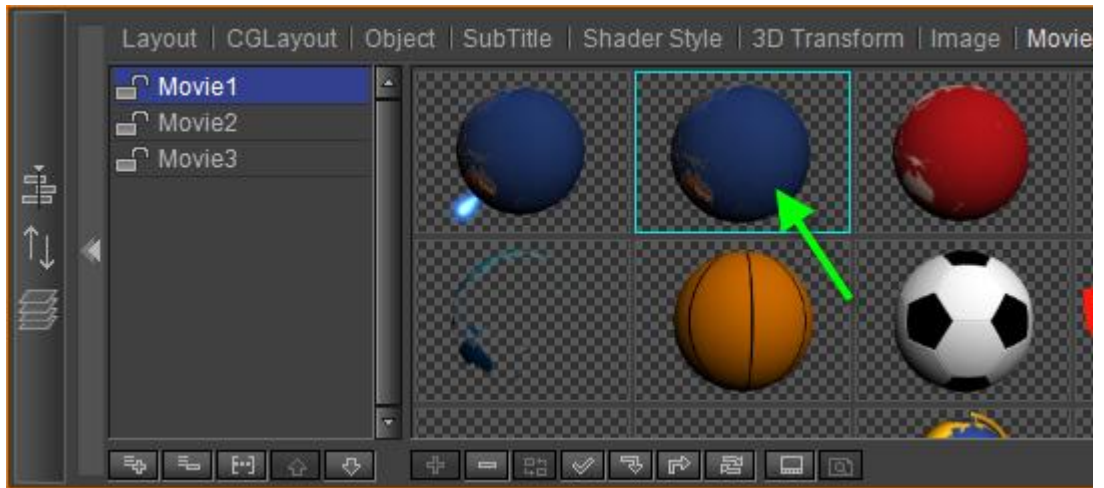 Layout | CGLayout | Object | SubTitle | Shader Style | 3D Transform | Image | Movie
Movie1
Movie2
Movie3